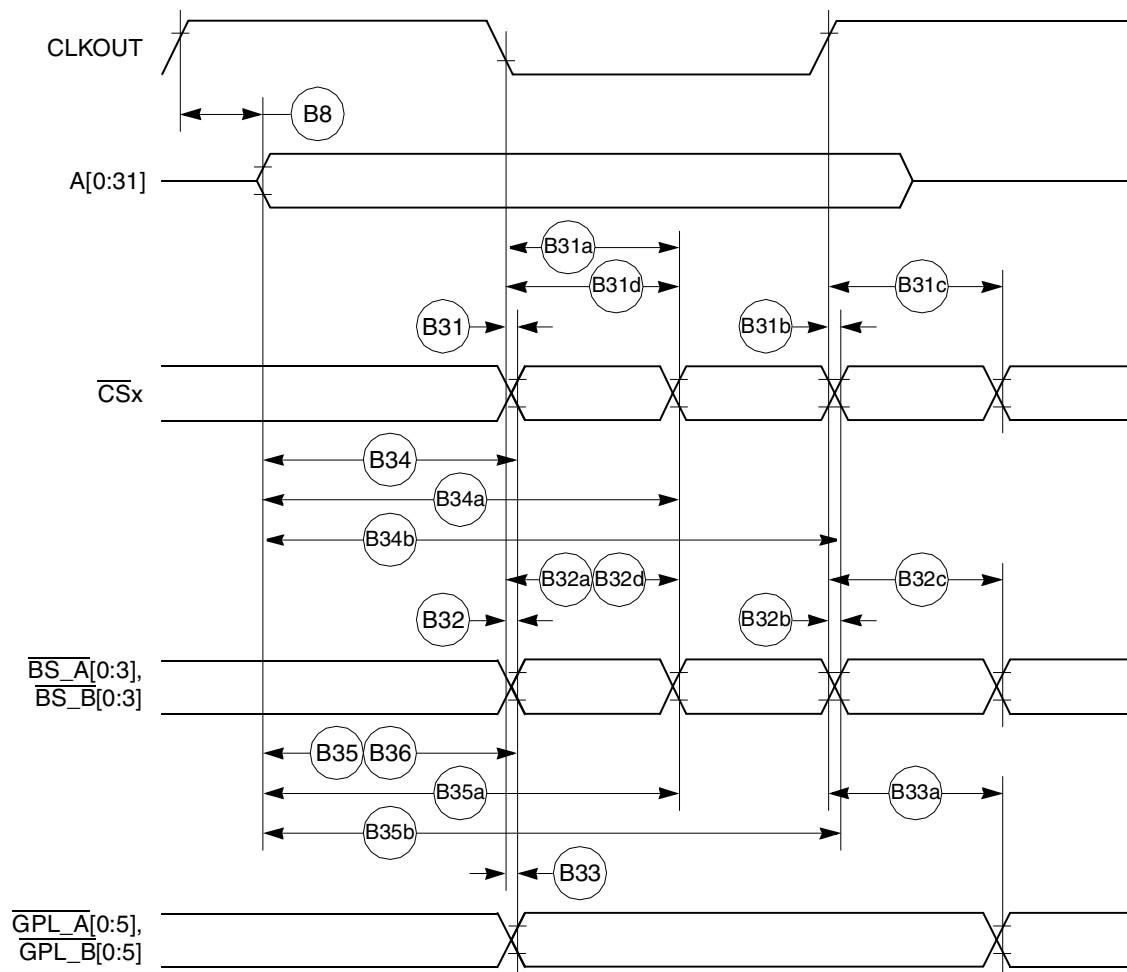 CLKOUT
B8
A[0:31]
B31a
B31d
B31c
B31
B31b
CSx
B34
B34a
B34b
B32a B32d
B32c
B32
B32b
BS_A[0:3],
BS_B[0:3]
B35 B36
B35a
B33a
B35b
B33
GPL_A[0:5],
GPL_B[0:5]